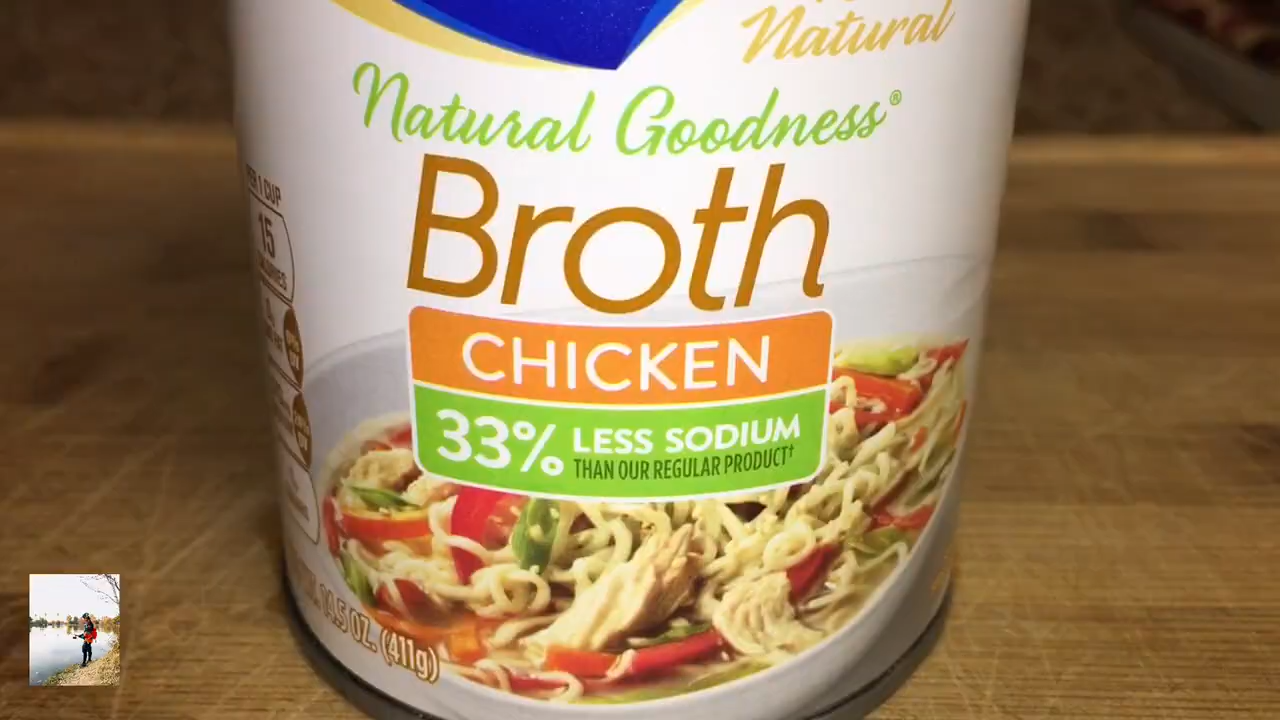 Natural
Natural Goodness®
Broth
CHICKEN
33% LESS SODIUM
THAN OUR REGULAR PRODUCT†
PER 1 CUP
15
CALORIES
14.5 OZ. (411g)